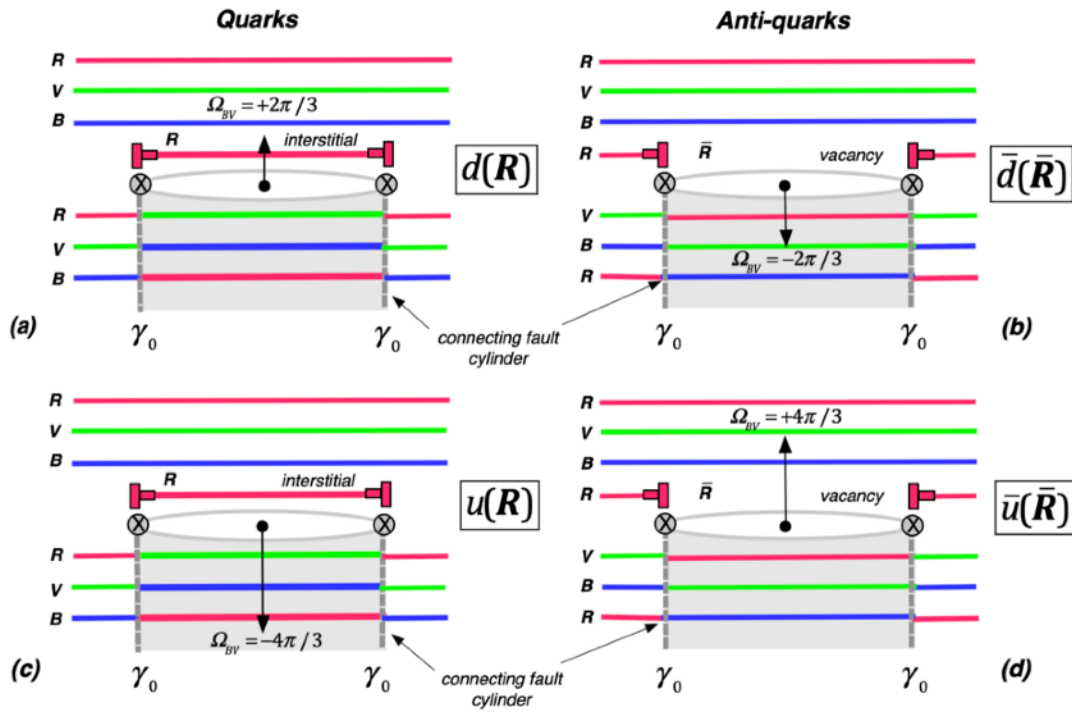 Quarks
Anti-quarks
R
V
Ω_BV = +2π/3
B
R
interstitial
d(R)
R
V
B
(a)
γ₀
γ₀
R
V
B
R
R̄
vacancy
d̄(R̄)
V
B
Ω_BV = −2π/3
R
(b)
γ₀
γ₀
connecting fault
cylinder
R
V
B
R
interstitial
u(R)
R
V
B
Ω_BV = −4π/3
(c)
γ₀
γ₀
R
Ω_BV = +4π/3
V
B
R
R̄
vacancy
ū(R̄)
V
B
R
(d)
γ₀
γ₀
connecting fault
cylinder